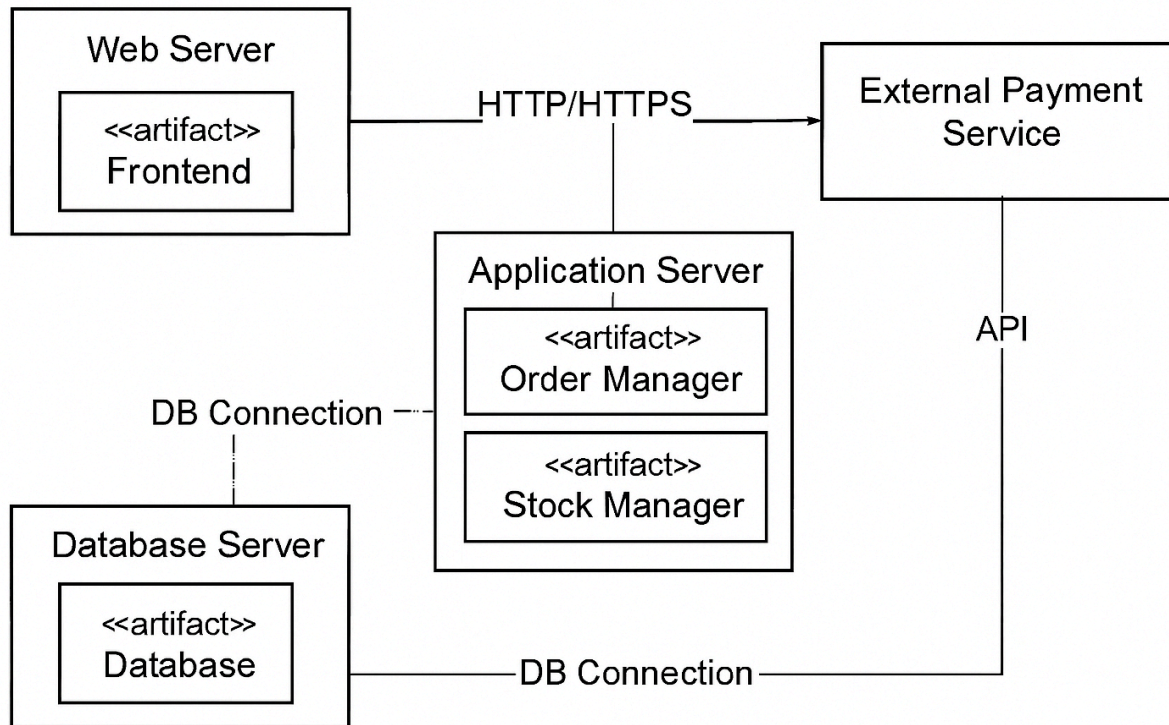 Web Server
<<artifact>>
Frontend
HTTP/HTTPS
External Payment
Service
Application Server
<<artifact>>
Order Manager
<<artifact>>
Stock Manager
API
DB Connection
Database Server
<<artifact>>
Database
DB Connection